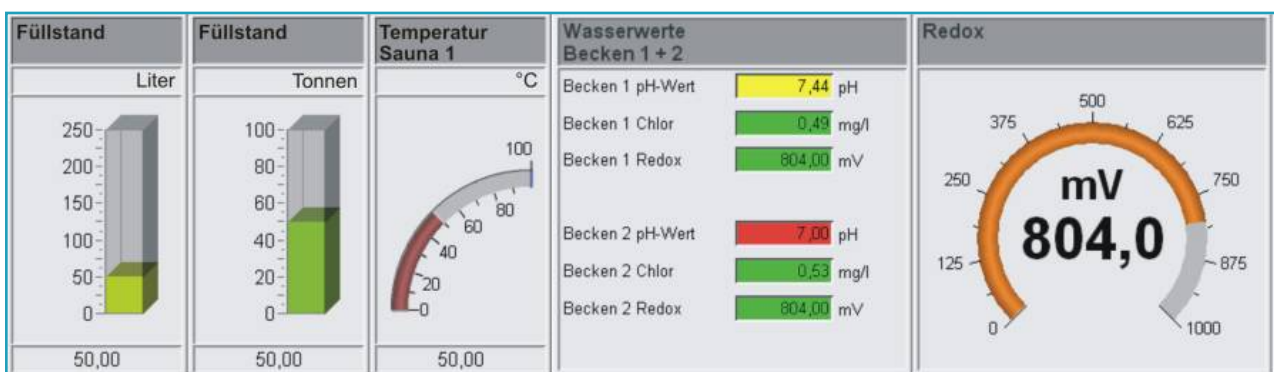 Füllstand
Liter
250
200
150
100
50
0
50,00
Füllstand
Tonnen
100
80
60
40
20
0
50,00
Temperatur
Sauna 1
°C
100
80
60
40
20
0
50,00
Wasserwerte
Becken 1 + 2
Becken 1 pH-Wert 7,44 pH
Becken 1 Chlor 0,49 mg/l
Becken 1 Redox 804,00 mV
Becken 2 pH-Wert 7,00 pH
Becken 2 Chlor 0,53 mg/l
Becken 2 Redox 804,00 mV
Redox
500
375 625
250 750
mV
804,0
125 875
0 1000